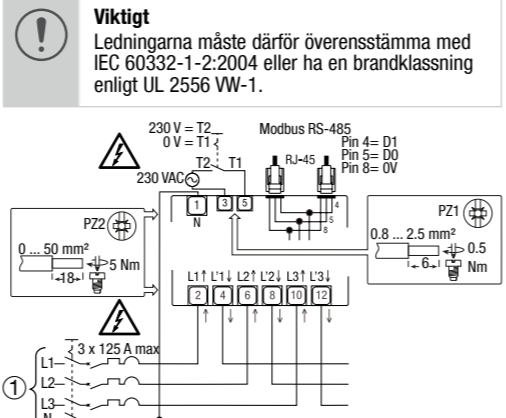 Viktigt
Ledningarna måste därför överensstämma med
IEC 60332-1-2:2004 eller ha en brandklassning
enligt UL 2556 VW-1.
230 V = T2
0 V = T1
Modbus RS-485
Pin 4= D1
Pin 5= D0
Pin 8= 0V
T2 T1
RJ-45
230 VAC
1 3 5
N
4
5
8
PZ2
0 ... 50 mm²
5 Nm
18
PZ1
0.8 ... 2.5 mm²
0.5
Nm
6
L1↑ L'1↓ L2↑ L'2↓ L3↑ L'3↓
2 4 6 8 10 12
3 x 125 A max
1
L1
L2
L3
N